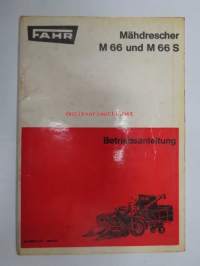 FAHR
Mähdrescher
M 66 und M 66 S
Betriebsanleitung